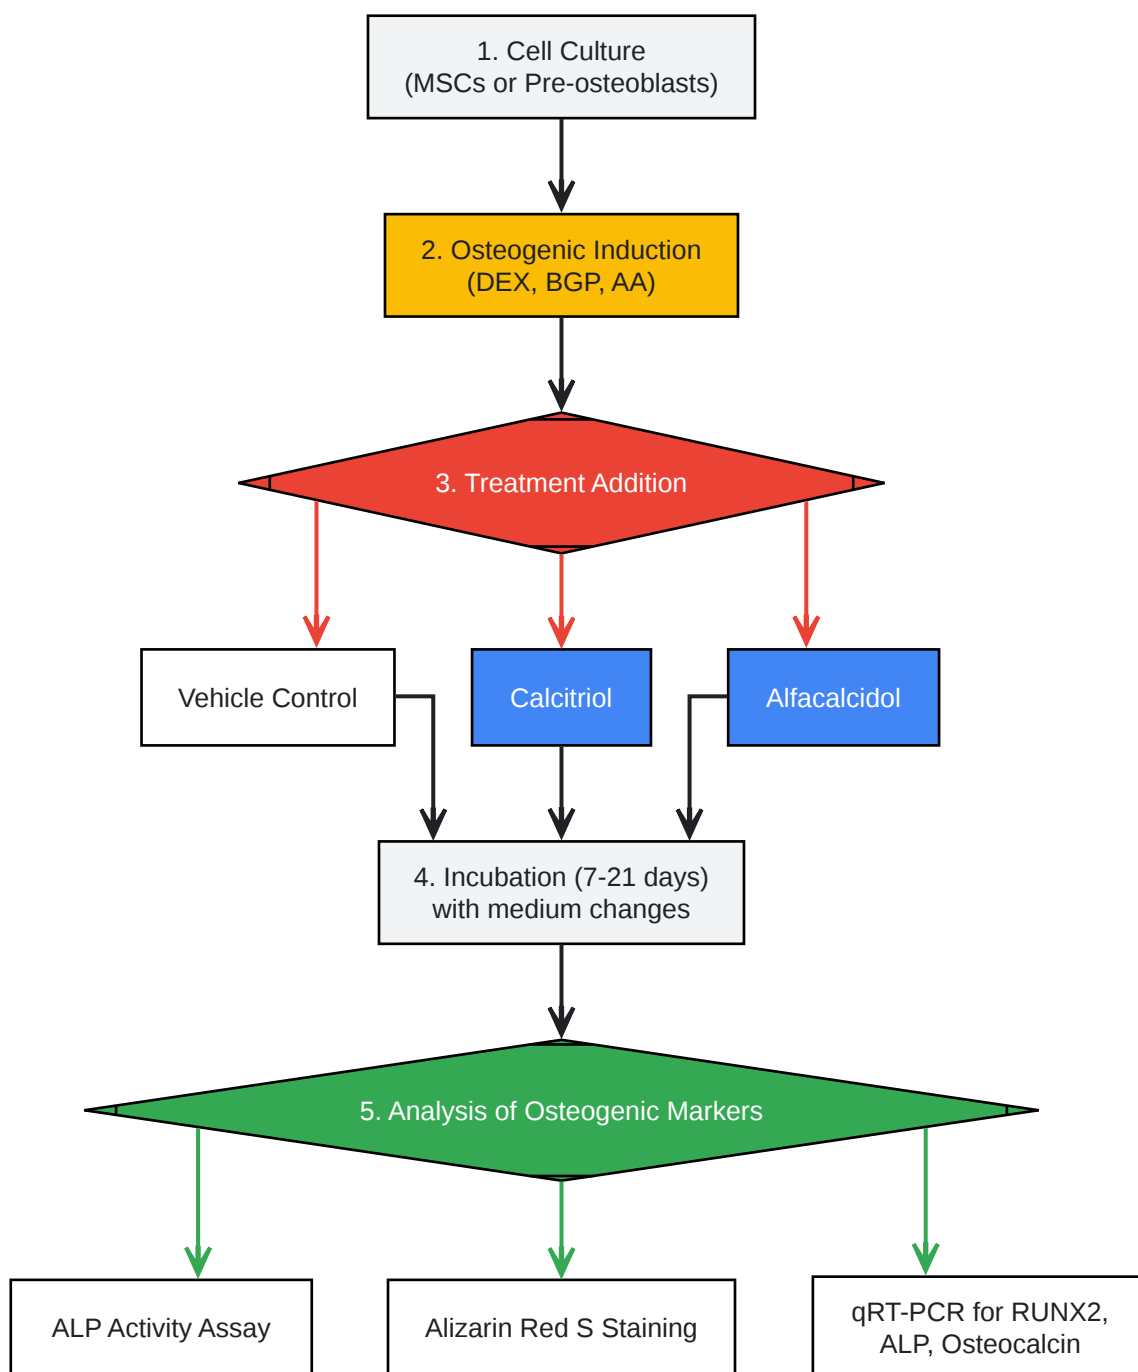 1. Cell Culture
(MSCs or Pre-osteoblasts)
2. Osteogenic Induction
(DEX, BGP, AA)
3. Treatment Addition
Vehicle Control
Calcitriol
Alfacalcidol
4. Incubation (7-21 days)
with medium changes
5. Analysis of Osteogenic Markers
ALP Activity Assay
Alizarin Red S Staining
qRT-PCR for RUNX2,
ALP, Osteocalcin